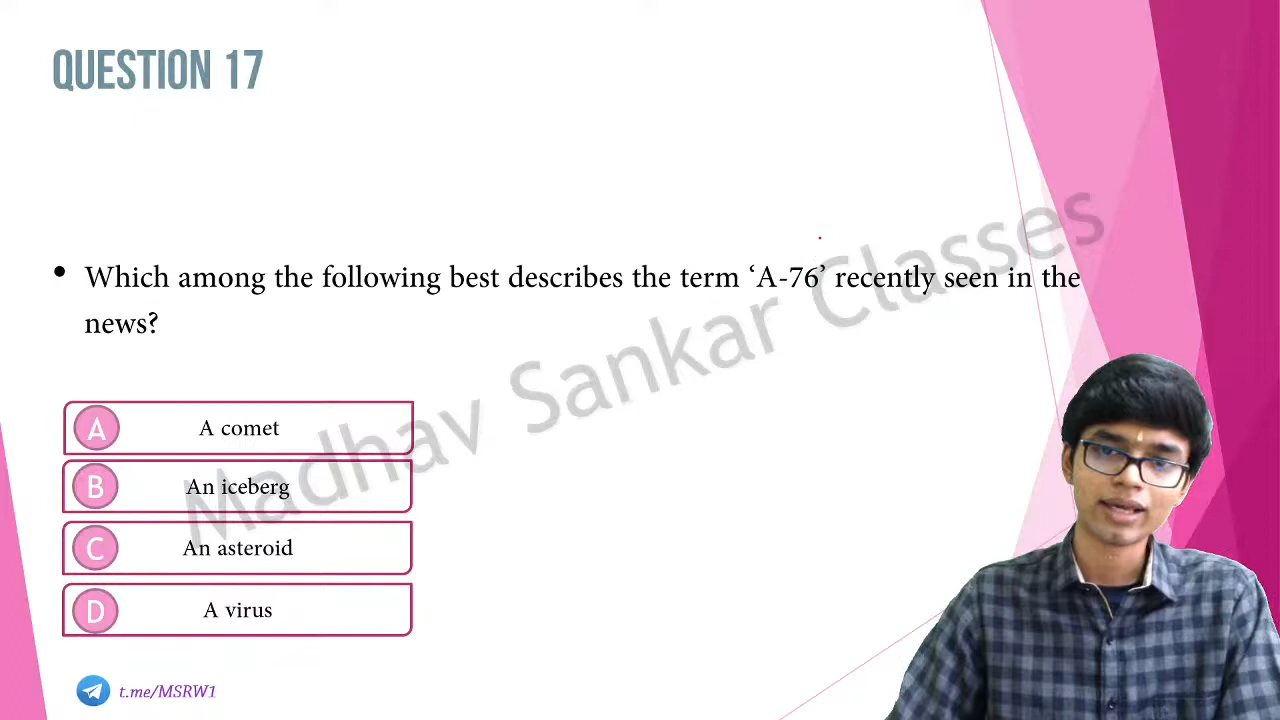 QUESTION 17
• Which among the following best describes the term ‘A-76’ recently seen in the
news?
A A comet
B An iceberg
C An asteroid
D A virus
Madhav Sankar Classes
t.me/MSRW1